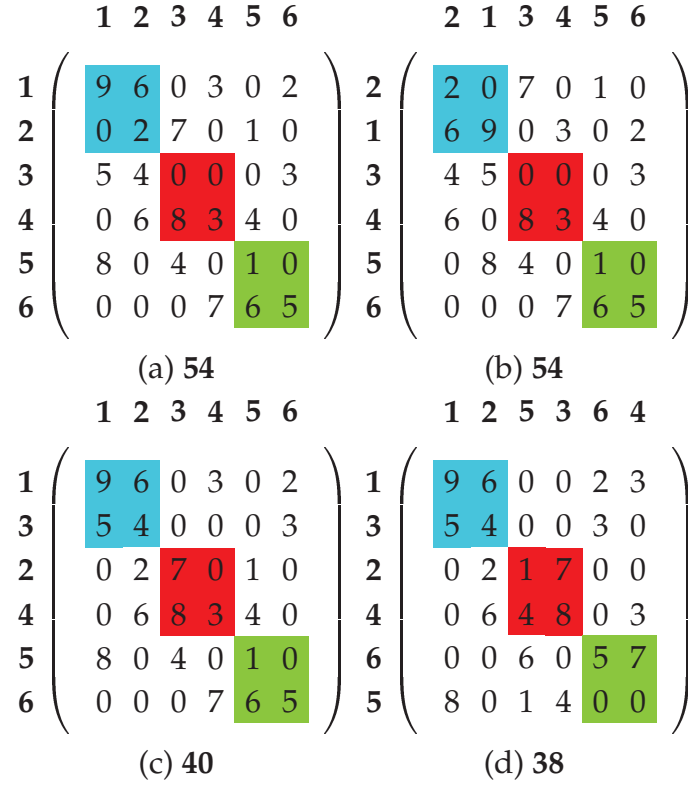 1 2 3 4 5 6
2 1 3 4 5 6
1 9 6 0 3 0 2
2 2 0 7 0 1 0
2 0 2 7 0 1 0
1 6 9 0 3 0 2
3 5 4 0 0 0 3
3 4 5 0 0 0 3
4 0 6 8 3 4 0
4 6 0 8 3 4 0
5 8 0 4 0 1 0
5 0 8 4 0 1 0
6 0 0 0 7 6 5
6 0 0 0 7 6 5
(a) 54
(b) 54
1 2 3 4 5 6
1 2 5 3 6 4
1 9 6 0 3 0 2
1 9 6 0 0 2 3
3 5 4 0 0 0 3
3 5 4 0 0 3 0
2 0 2 7 0 1 0
2 0 2 1 7 0 0
4 0 6 8 3 4 0
4 0 6 4 8 0 3
5 8 0 4 0 1 0
6 0 0 6 0 5 7
6 0 0 0 7 6 5
5 8 0 1 4 0 0
(c) 40
(d) 38